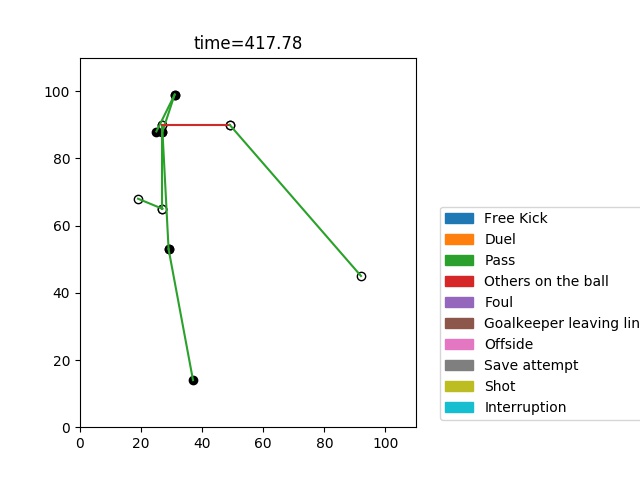 time=417.78
100
80
60
40
20
0
0 20 40 60 80 100
Free Kick
Duel
Pass
Others on the ball
Foul
Goalkeeper leaving lin
Offside
Save attempt
Shot
Interruption